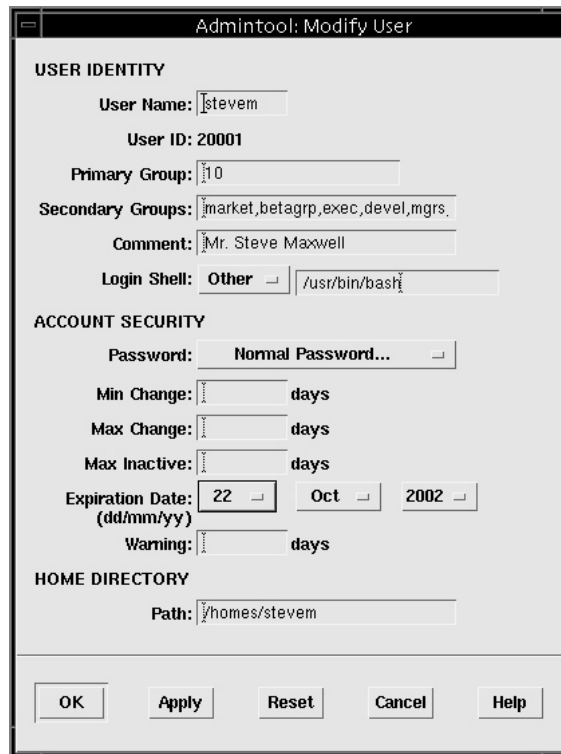 Admintool: Modify User
USER IDENTITY
User Name: stevem
User ID: 20001
Primary Group: 10
Secondary Groups: market,betagrp,exec,devel,mgrs,
Comment: Mr. Steve Maxwell
Login Shell: Other /usr/bin/bash
ACCOUNT SECURITY
Password: Normal Password...
Min Change: days
Max Change: days
Max Inactive: days
Expiration Date: 22 Oct 2002
(dd/mm/yy)
Warning: days
HOME DIRECTORY
Path: /homes/stevem
OK Apply Reset Cancel Help